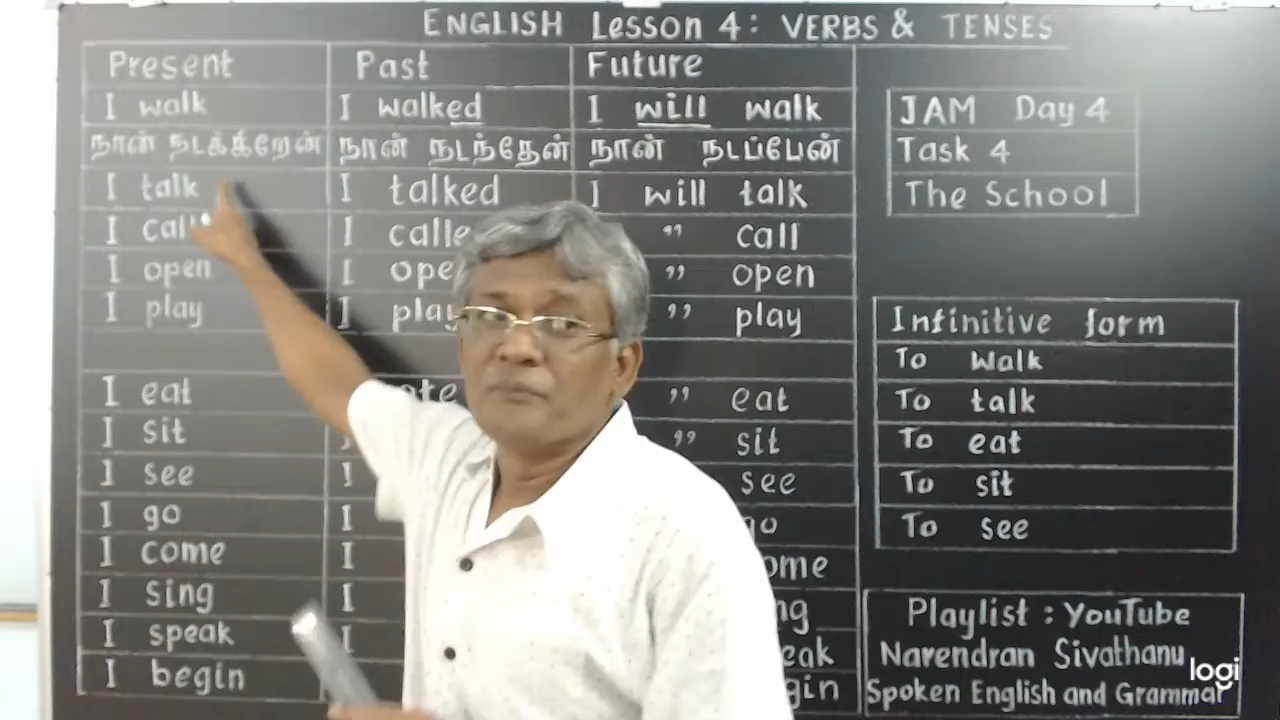 ENGLISH Lesson 4: VERBS & TENSES
Present Past Future
I walk I walked I will walk
நான் நடக்கிறேன் நான் நடந்தேன் நான் நடப்பேன்
I talk I talked I will talk
I call I " call
I open I " open
I play I " play
I eat " eat
I sit " sit
I see I see
I go I
I come I
I sing I
I speak I
I begin
JAM Day 4
Task 4
The School
Infinitive form
To walk
To talk
To eat
To sit
To see
Playlist : YouTube
Narendran Sivathanu
Spoken English and Grammar
logi